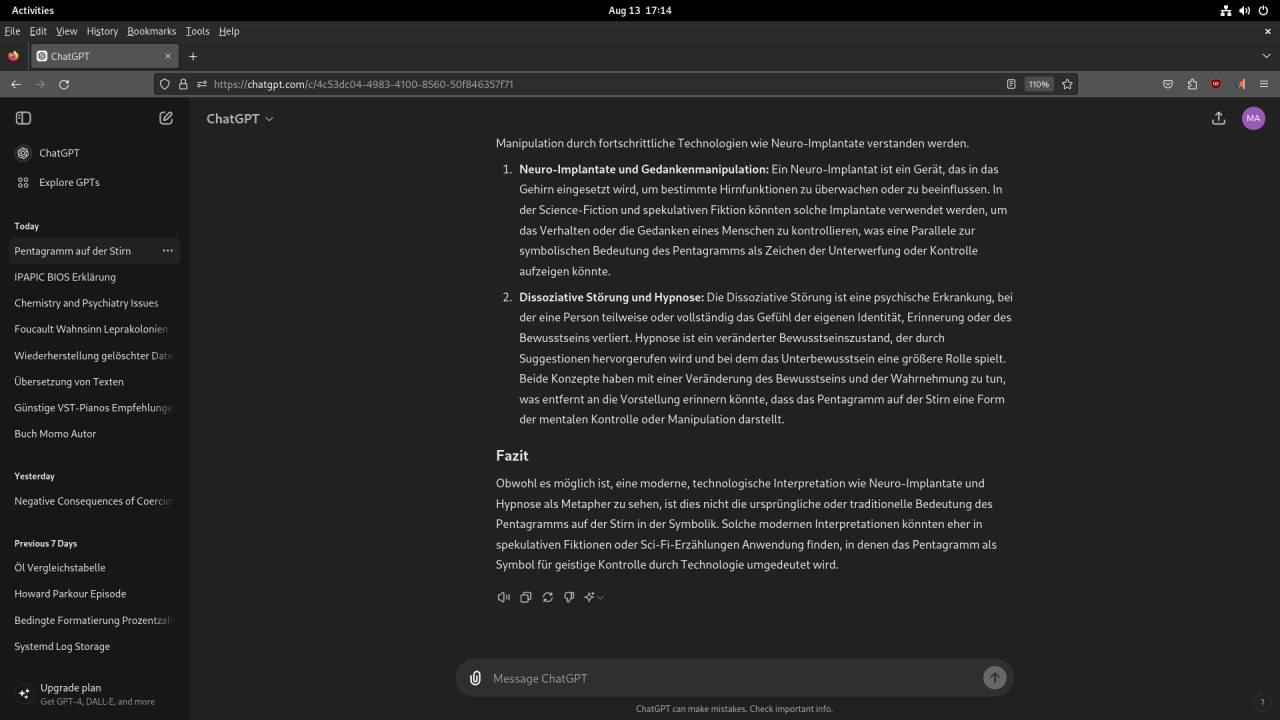 Activities
Aug 13 17:14
File Edit View History Bookmarks Tools Help
ChatGPT
https://chatgpt.com/c/4c53dc04-4983-4100-8560-50f846357f71
110%
ChatGPT
MA
ChatGPT
Explore GPTs
Today
Pentagramm auf der Stirn
IPAPIC BIOS Erklärung
Chemistry and Psychiatry Issues
Foucault Wahnsinn Leprakolonien
Wiederherstellung gelöschter Date
Übersetzung von Texten
Günstige VST-Pianos Empfehlunge
Buch Momo Autor
Yesterday
Negative Consequences of Coercio
Previous 7 Days
Öl Vergleichstabelle
Howard Parkour Episode
Bedingte Formatierung Prozentzah
Systemd Log Storage
Upgrade plan
Get GPT-4, DALL·E, and more
Manipulation durch fortschrittliche Technologien wie Neuro-Implantate verstanden werden.
1. Neuro-Implantate und Gedankenmanipulation: Ein Neuro-Implantat ist ein Gerät, das in das
Gehirn eingesetzt wird, um bestimmte Hirnfunktionen zu überwachen oder zu beeinflussen. In
der Science-Fiction und spekulativen Fiktion könnten solche Implantate verwendet werden, um
das Verhalten oder die Gedanken eines Menschen zu kontrollieren, was eine Parallele zur
symbolischen Bedeutung des Pentagramms als Zeichen der Unterwerfung oder Kontrolle
aufzeigen könnte.
2. Dissoziative Störung und Hypnose: Die Dissoziative Störung ist eine psychische Erkrankung, bei
der eine Person teilweise oder vollständig das Gefühl der eigenen Identität, Erinnerung oder des
Bewusstseins verliert. Hypnose ist ein veränderter Bewusstseinszustand, der durch
Suggestionen hervorgerufen wird und bei dem das Unterbewusstsein eine größere Rolle spielt.
Beide Konzepte haben mit einer Veränderung des Bewusstseins und der Wahrnehmung zu tun,
was entfernt an die Vorstellung erinnern könnte, dass das Pentagramm auf der Stirn eine Form
der mentalen Kontrolle oder Manipulation darstellt.
Fazit
Obwohl es möglich ist, eine moderne, technologische Interpretation wie Neuro-Implantate und
Hypnose als Metapher zu sehen, ist dies nicht die ursprüngliche oder traditionelle Bedeutung des
Pentagramms auf der Stirn in der Symbolik. Solche modernen Interpretationen könnten eher in
spekulativen Fiktionen oder Sci-Fi-Erzählungen Anwendung finden, in denen das Pentagramm als
Symbol für geistige Kontrolle durch Technologie umgedeutet wird.
Message ChatGPT
ChatGPT can make mistakes. Check important info.
?